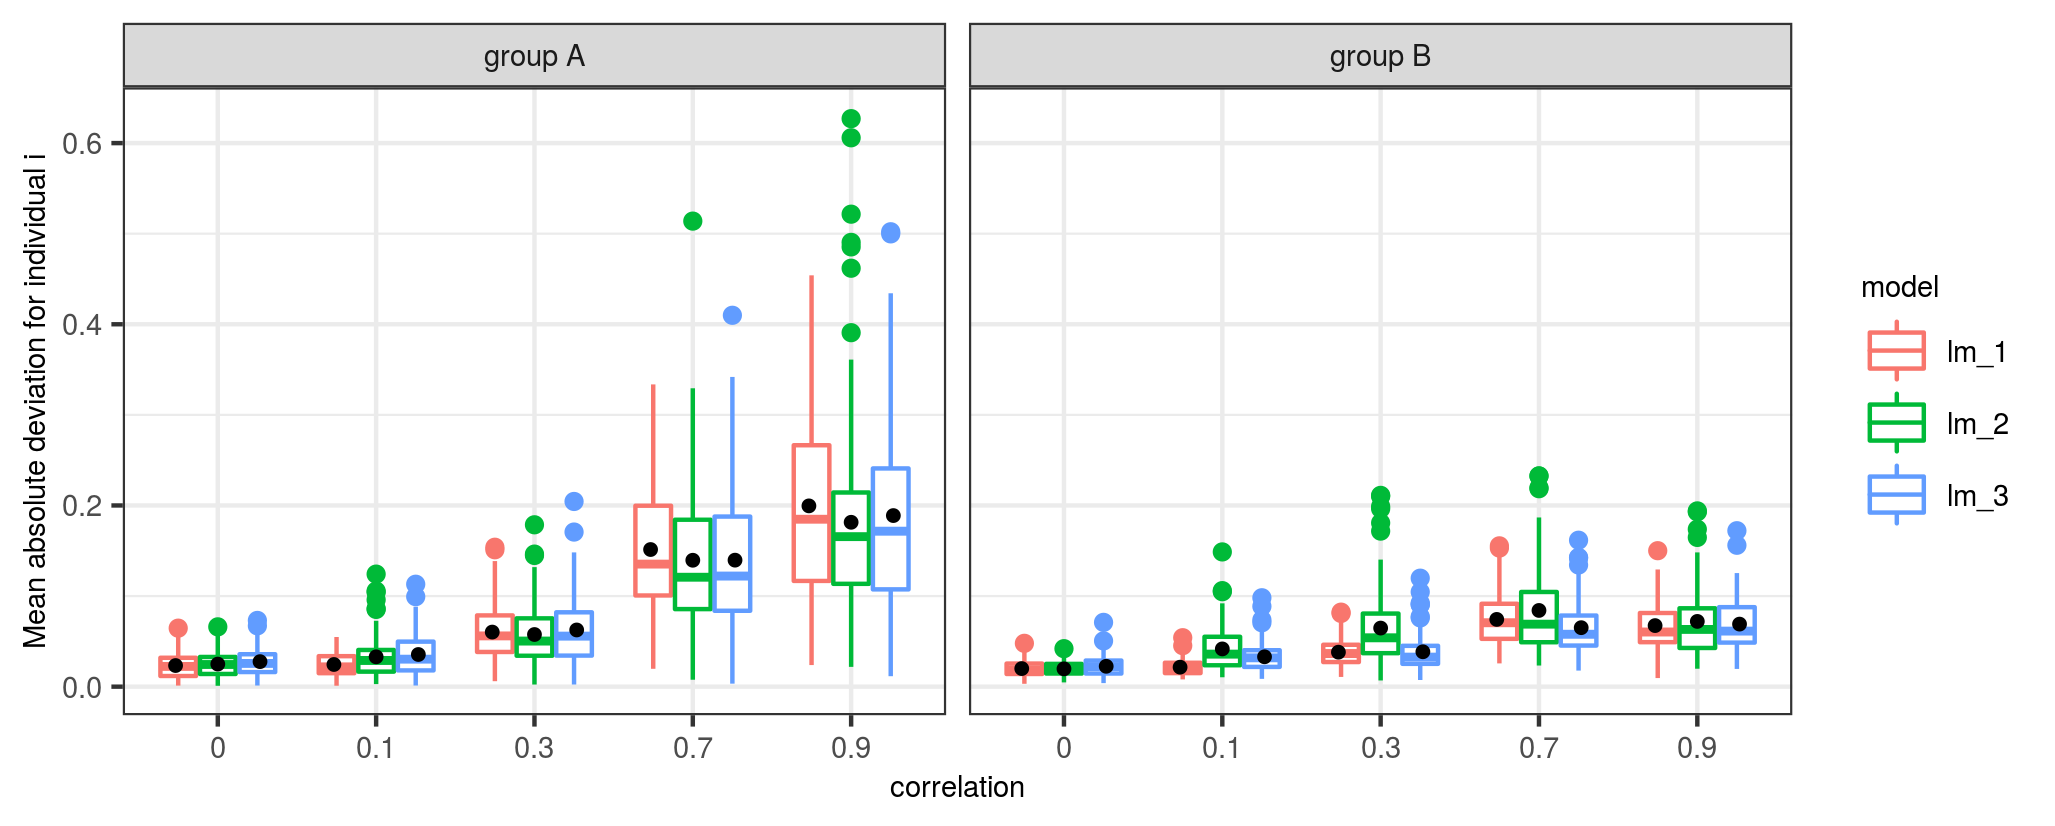 group A
group B
Mean absolute deviation for individual i
0.6
0.4
0.2
0.0
0 0.1 0.3 0.7 0.9
0 0.1 0.3 0.7 0.9
correlation
model
lm_1
lm_2
lm_3